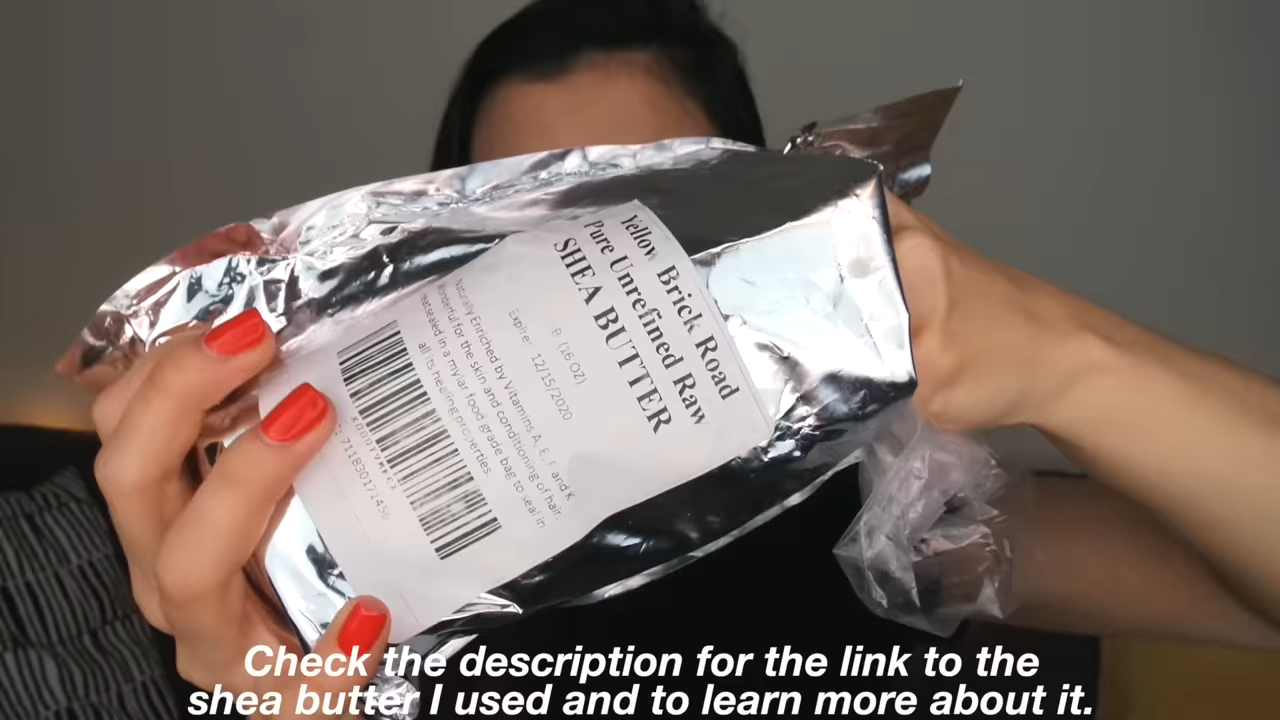 Yellow Brick Road
Pure Unrefined Raw
SHEA BUTTER
B (16 OZ)
Expires 12/15/2020
Naturally Enriched by Vitamins A, E, F and K
Wonderful for the skin and conditioning of hair,
heatsealed in a mylar food grade bag to seal in
all its healing properties.
Check the description for the link to the
shea butter I used and to learn more about it.